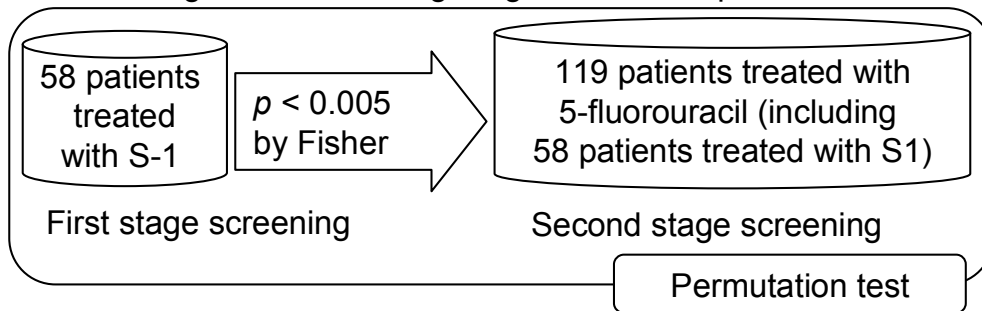 58 patients
treated
with S-1
p < 0.005
by Fisher
119 patients treated with
5-fluorouracil (including
58 patients treated with S1)
First stage screening
Second stage screening
Permutation test